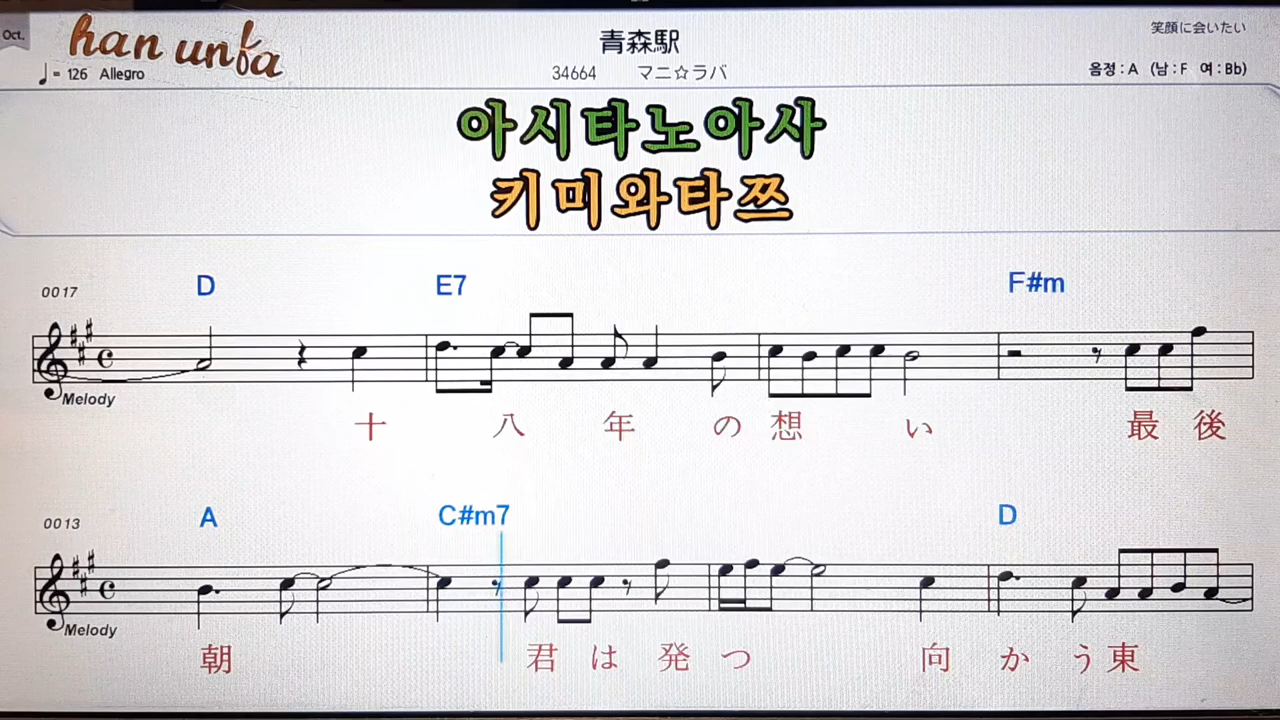 Oct.
han unfa
青森駅
笑顔に会いたい
♩= 126 Allegro
34664 マニ☆ラバ
음정 : A (남 : F 여 : Bb)
아시타노아사
키미와타쯔
0017
D E7 F#m
Melody
十八年の想い 最後
0013
A C#m7 D
Melody
朝 君は発つ 向かう東